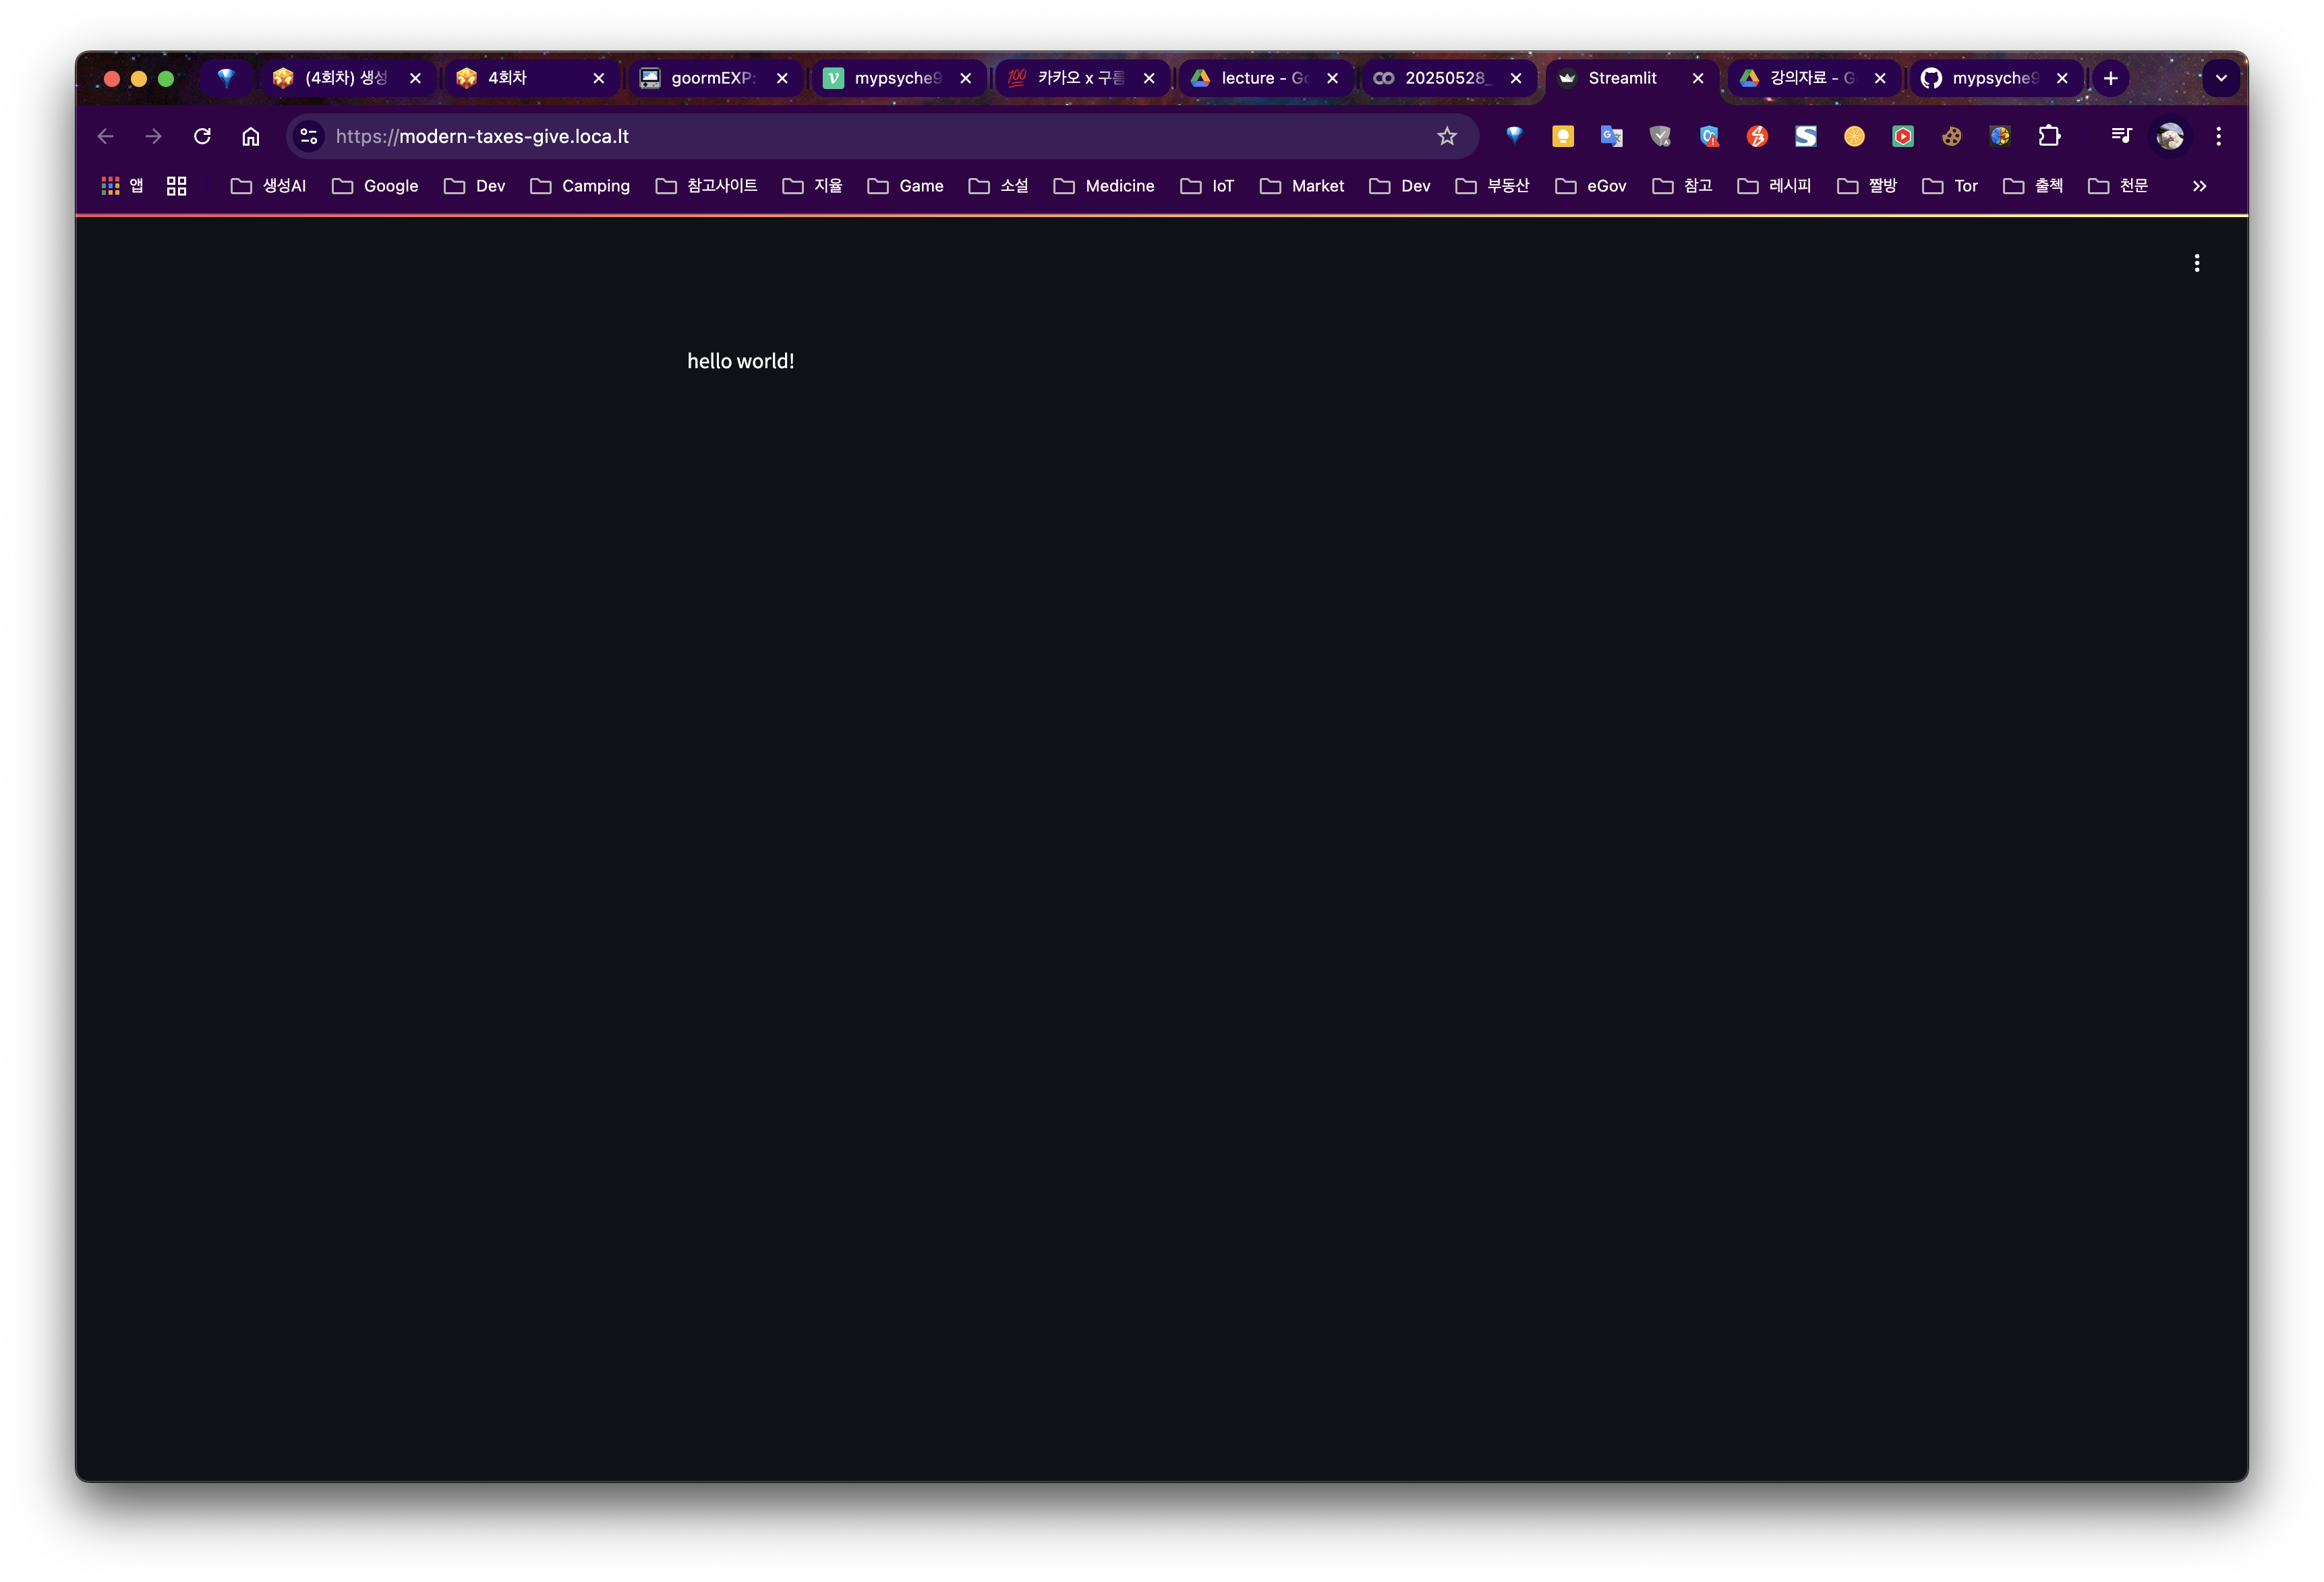 (4회차) 생성
4회차
goormEXP:
mypsyche9
카카오 x 구름
lecture - Go
20250528_
Streamlit
강의자료 - G
mypsyche9
https://modern-taxes-give.loca.lt
앱 생성AI Google Dev Camping 참고사이트 지율 Game 소설 Medicine IoT Market Dev 부동산 eGov 참고 레시피 짤방 Tor 출첵 천문
hello world!